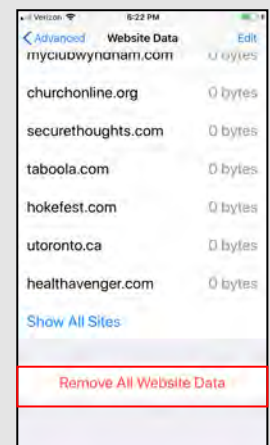 Verizon 6:22 PM
Advanced Website Data Edit
myclubwyndham.com 0 bytes
churchonline.org 0 bytes
securethoughts.com 0 bytes
taboola.com 0 bytes
hokefest.com 0 bytes
utoronto.ca 0 bytes
healthavenger.com 0 bytes
Show All Sites
Remove All Website Data